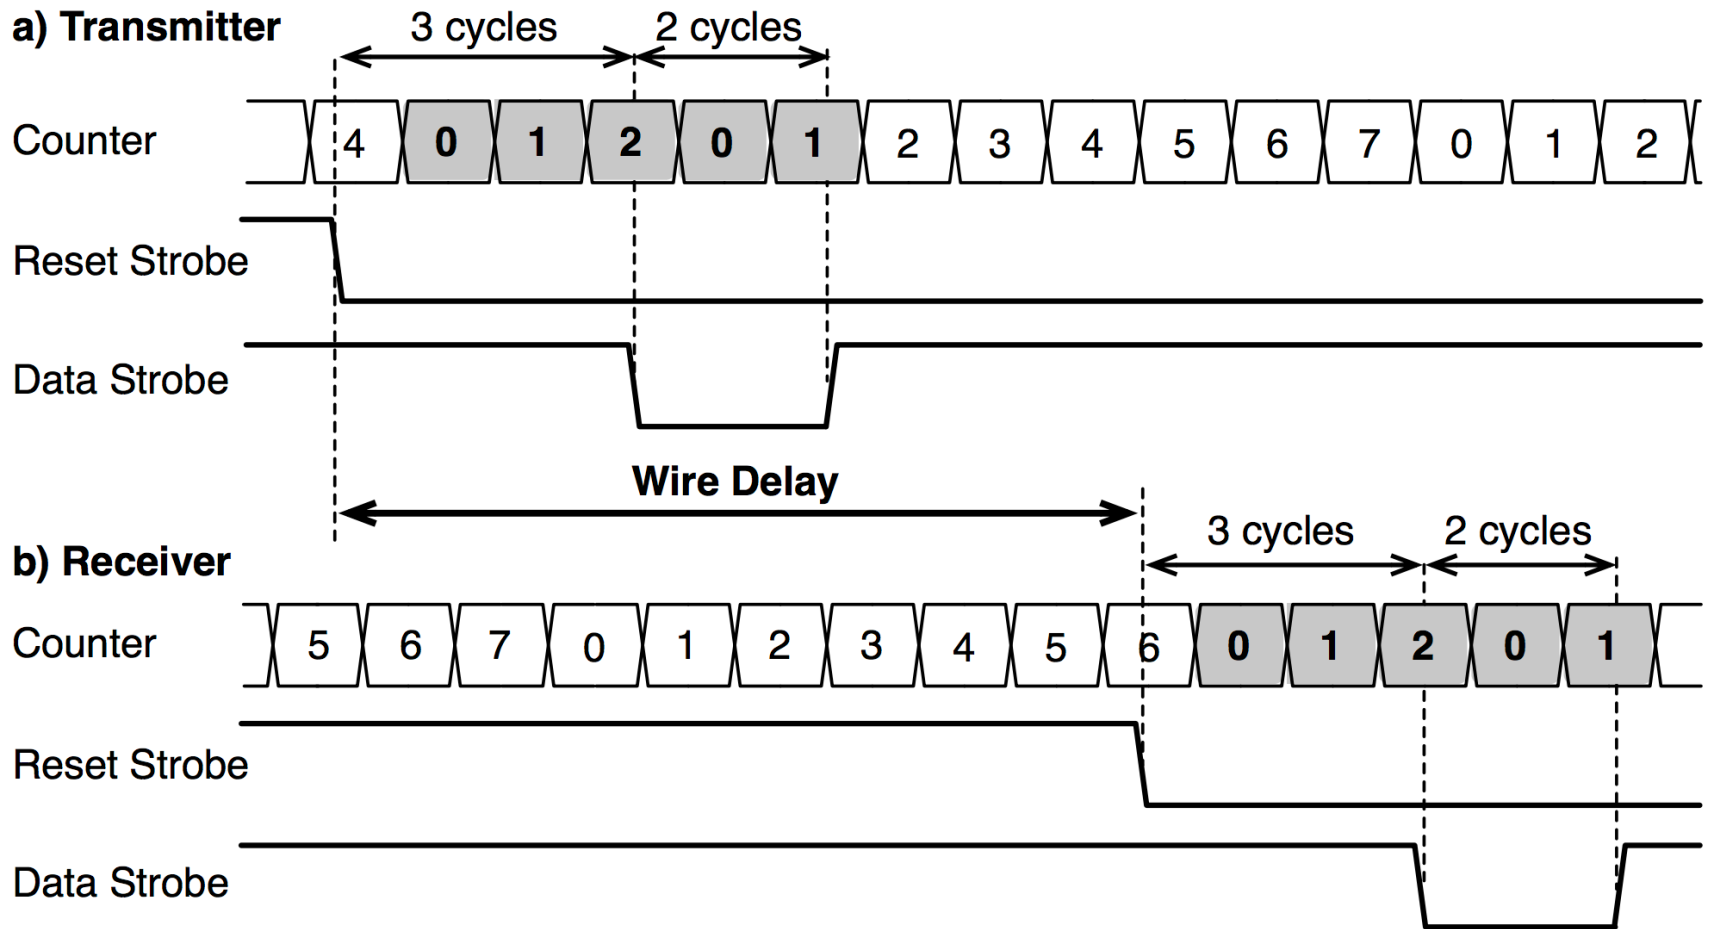 a) Transmitter
3 cycles 2 cycles
Counter 4 0 1 2 0 1 2 3 4 5 6 7 0 1 2
Reset Strobe
Data Strobe
Wire Delay
3 cycles 2 cycles
b) Receiver
Counter 5 6 7 0 1 2 3 4 5 6 0 1 2 0 1
Reset Strobe
Data Strobe